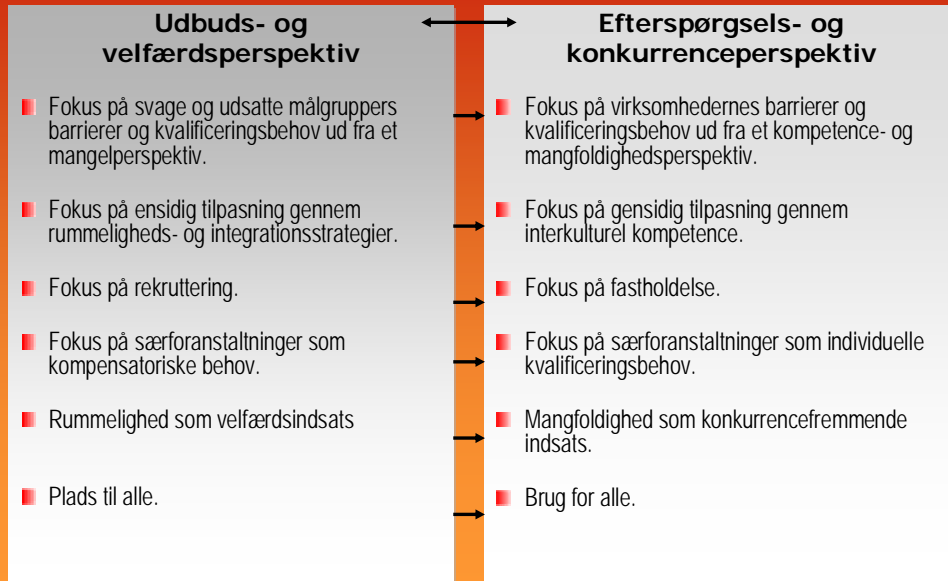 Udbuds- og
velfærdsperspektiv
Fokus på svage og udsatte målgruppers
barrierer og kvalificeringsbehov ud fra et
mangelperspektiv.
Fokus på ensidig tilpasning gennem
rummeligheds- og integrationsstrategier.
Fokus på rekruttering.
Fokus på særforanstaltninger som
kompensatoriske behov.
Rummelighed som velfærdsindsats
Plads til alle.
Efterspørgsels- og
konkurrenceperspektiv
Fokus på virksomhedernes barrierer og
kvalificeringsbehov ud fra et kompetence- og
mangfoldighedsperspektiv.
Fokus på gensidig tilpasning gennem
interkulturel kompetence.
Fokus på fastholdelse.
Fokus på særforanstaltninger som individuelle
kvalificeringsbehov.
Mangfoldighed som konkurrencefremmende
indsats.
Brug for alle.